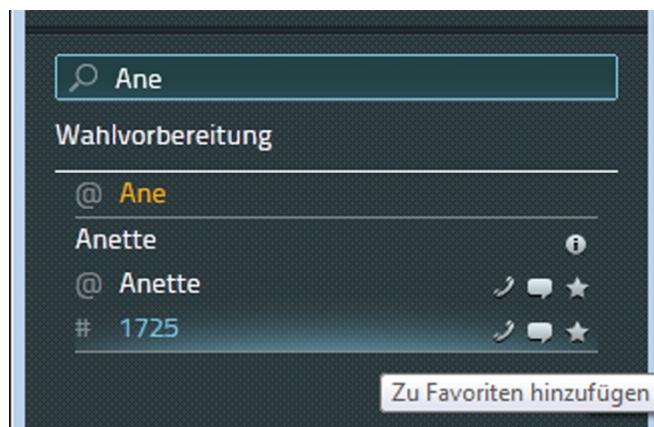 Ane
Wahlvorbereitung
@ Ane
Anette
@ Anette
# 1725
Zu Favoriten hinzufügen